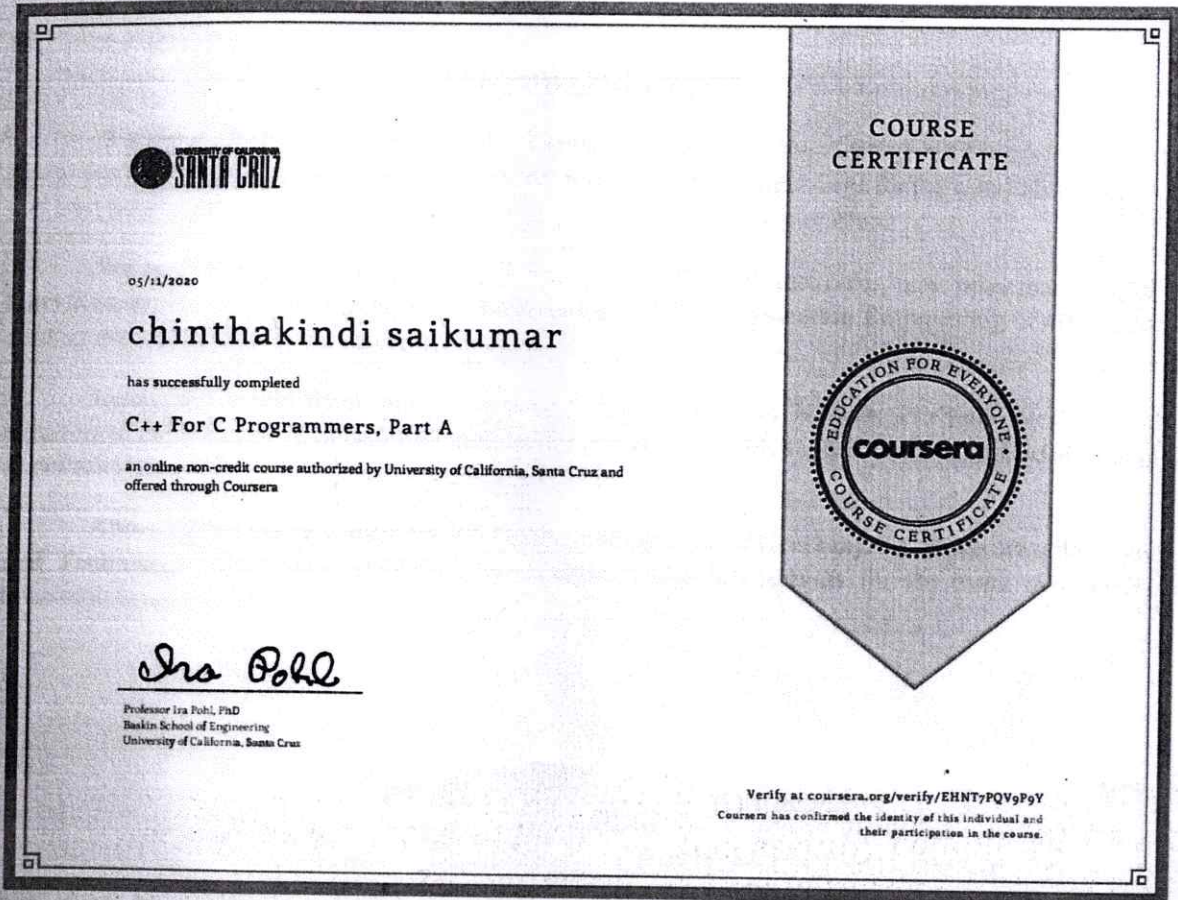 UNIVERSITY OF CALIFORNIA
SANTA CRUZ
COURSE
CERTIFICATE
05/11/2020
chinthakindi saikumar
has successfully completed
C++ For C Programmers, Part A
an online non-credit course authorized by University of California, Santa Cruz and
offered through Coursera
EDUCATION FOR EVERYONE
coursera
COURSE CERTIFICATE
Ira Pohl
Professor Ira Pohl, PhD
Baskin School of Engineering
University of California, Santa Cruz
Verify at coursera.org/verify/EHNT7PQV9P9Y
Coursera has confirmed the identity of this individual and
their participation in the course.